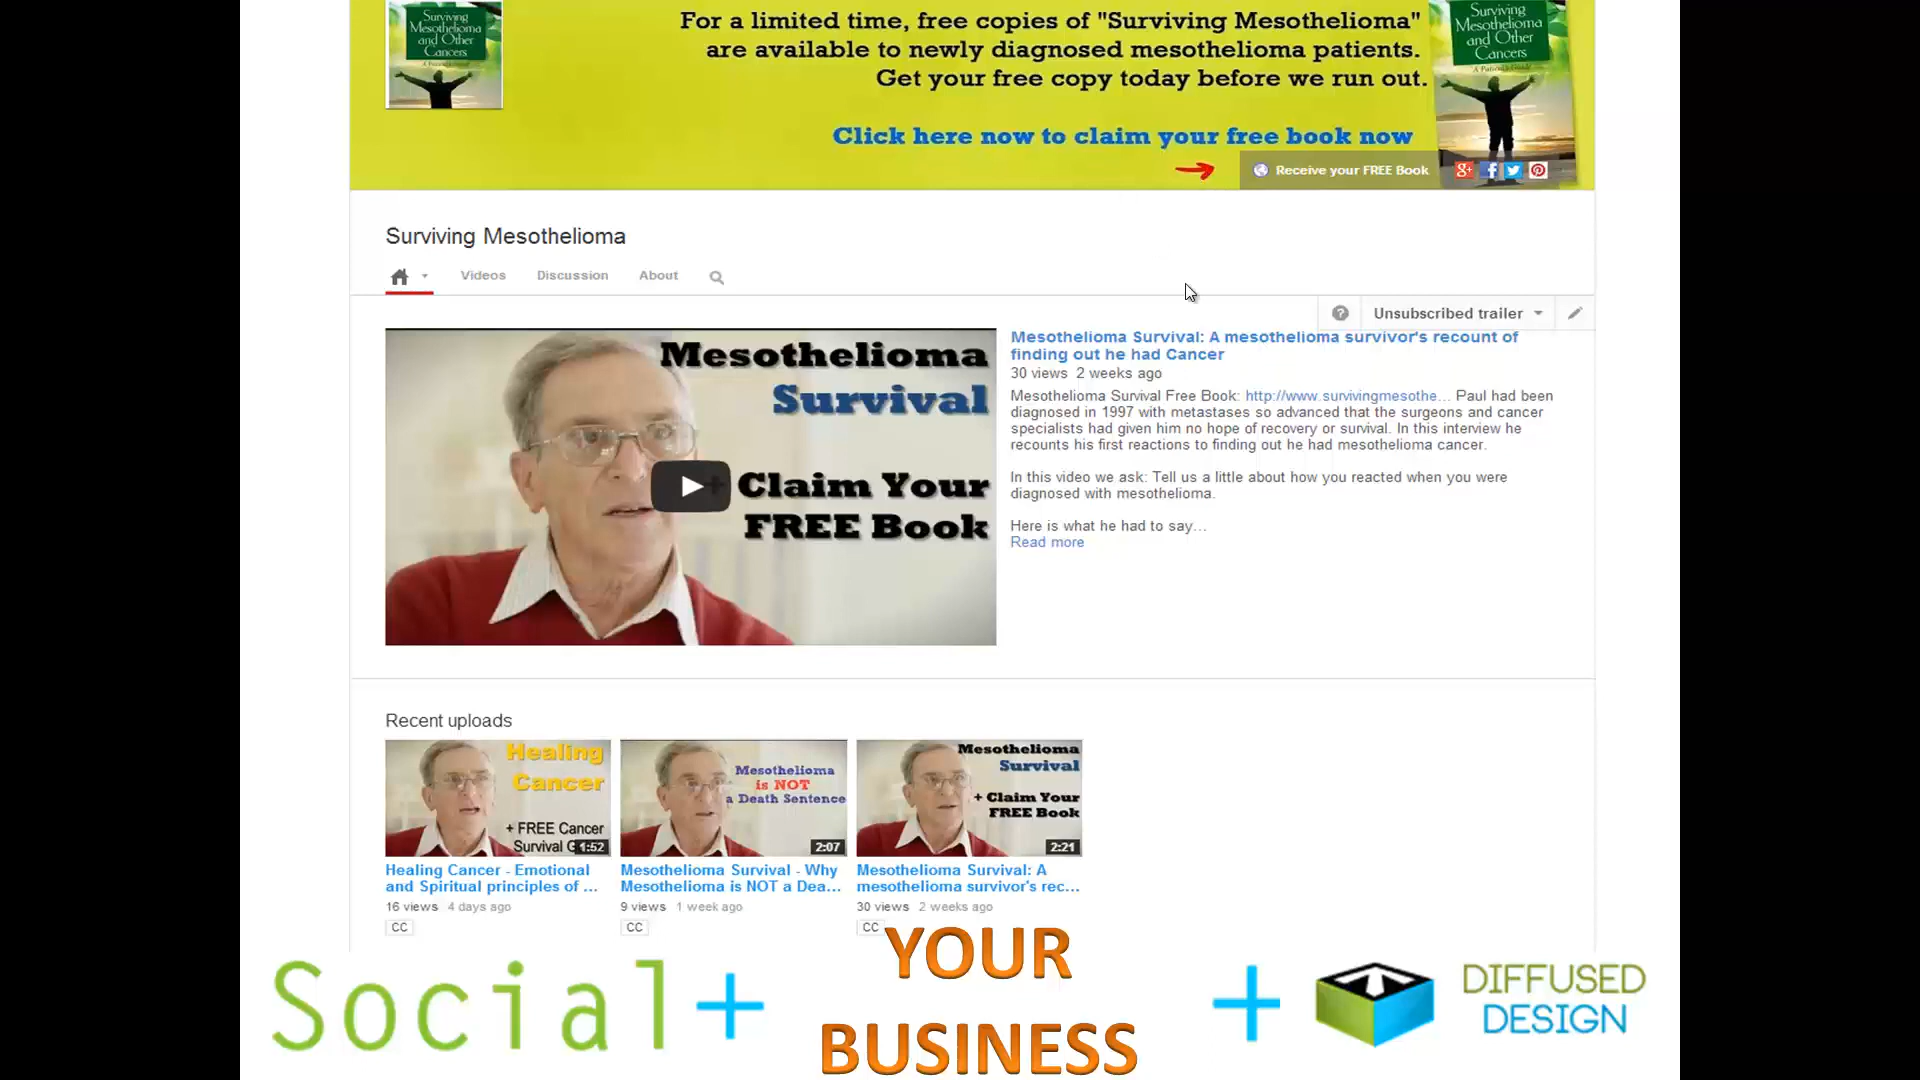 Surviving
Mesothelioma
and Other
Cancers
For a limited time, free copies of "Surviving Mesothelioma"
are available to newly diagnosed mesothelioma patients.
Get your free copy today before we run out.
Click here now to claim your free book now
Surviving
Mesothelioma
and Other
Cancers
A Patient's Guide
Receive your FREE Book
Surviving Mesothelioma
Videos Discussion About
Unsubscribed trailer
Mesothelioma
Survival
+ Claim Your
FREE Book
Mesothelioma Survival: A mesothelioma survivor's recount of
finding out he had Cancer
30 views 2 weeks ago
Mesothelioma Survival Free Book: http://www.survivingmesothe... Paul had been
diagnosed in 1997 with metastases so advanced that the surgeons and cancer
specialists had given him no hope of recovery or survival. In this interview he
recounts his first reactions to finding out he had mesothelioma cancer.
In this video we ask: Tell us a little about how you reacted when you were
diagnosed with mesothelioma.
Here is what he had to say...
Read more
Recent uploads
Healing
Cancer
+ FREE Cancer
Survival
1:52
Mesothelioma
is NOT
a Death Sentence
2:07
Mesothelioma
Survival
+ Claim Your
FREE Book
2:21
Healing Cancer - Emotional
and Spiritual principles of ...
16 views 4 days ago
CC
Mesothelioma Survival - Why
Mesothelioma is NOT a Dea...
9 views 1 week ago
CC
Mesothelioma Survival: A
mesothelioma survivor's rec...
30 views 2 weeks ago
CC
Social+
YOUR
BUSINESS
+
DIFFUSED
DESIGN